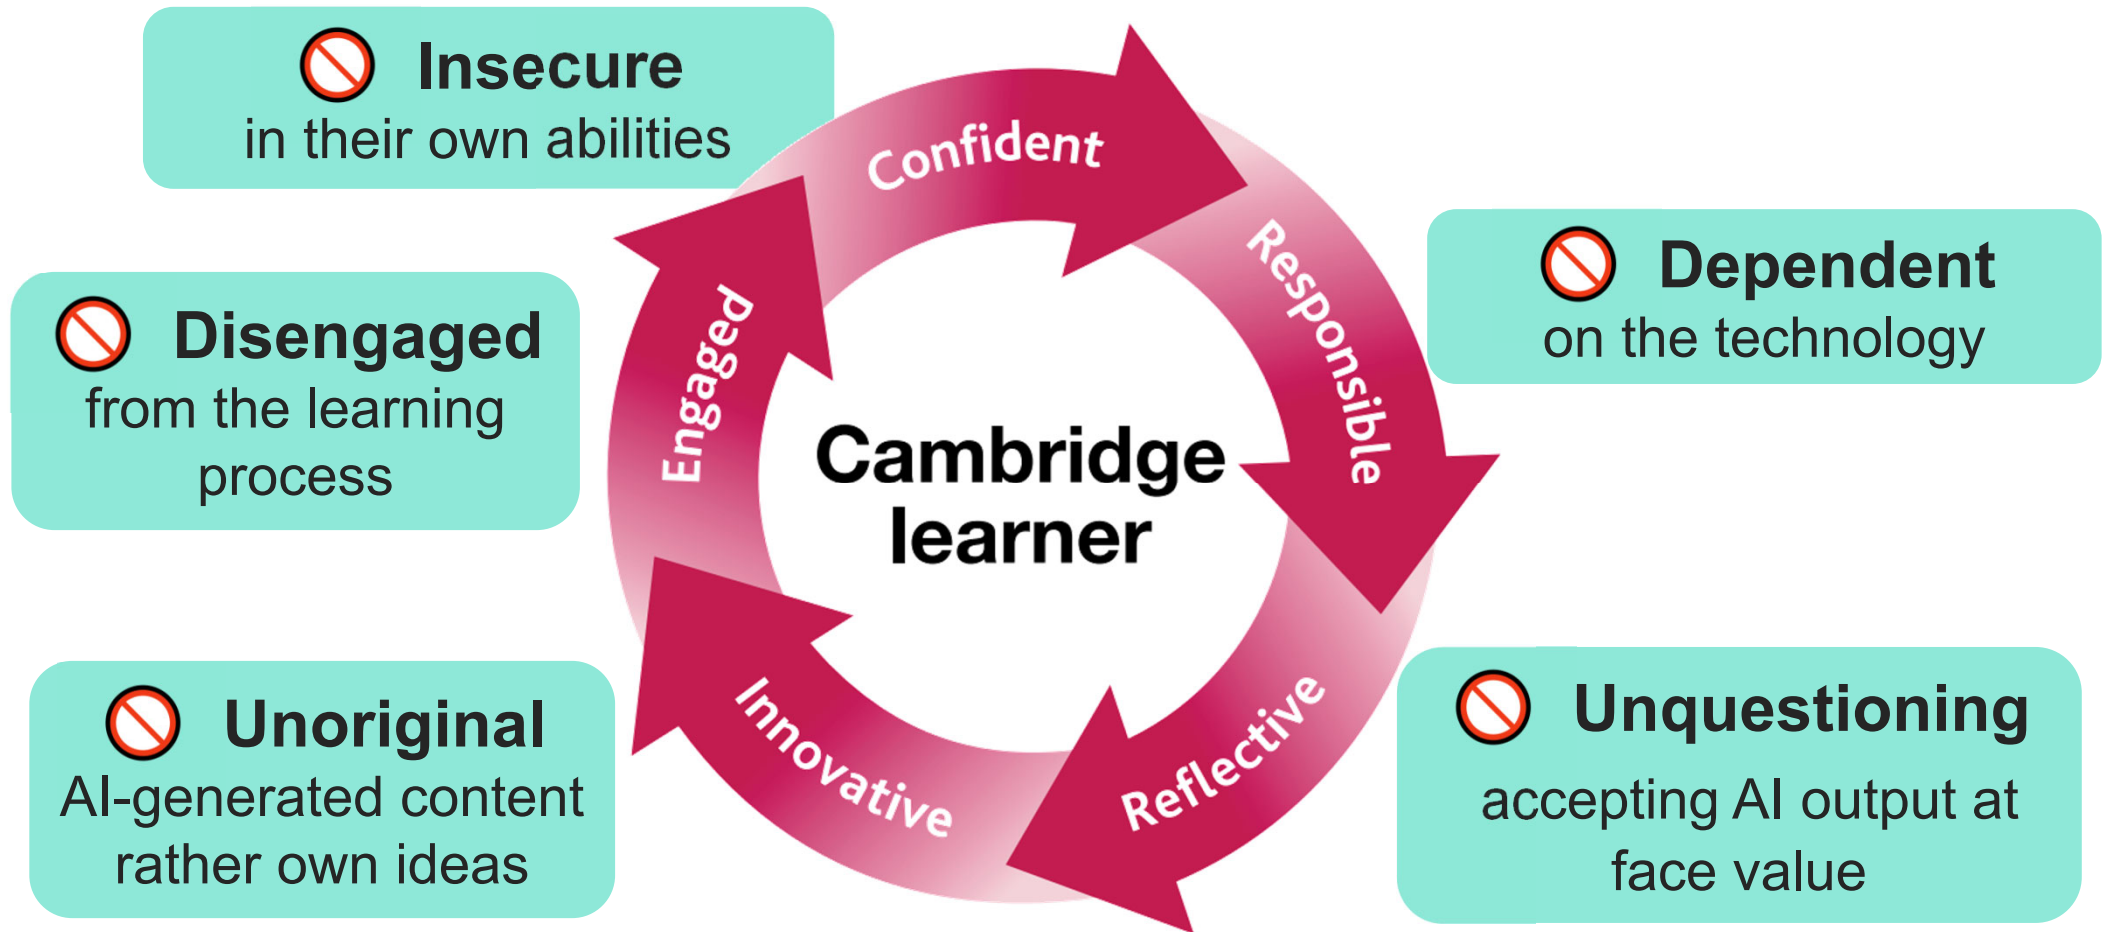 Insecure
in their own abilities
Confident
Responsible
Dependent
on the technology
Disengaged
from the learning
process
Engaged
Cambridge
learner
Unoriginal
AI-generated content
rather own ideas
Innovative
Reflective
Unquestioning
accepting AI output at
face value